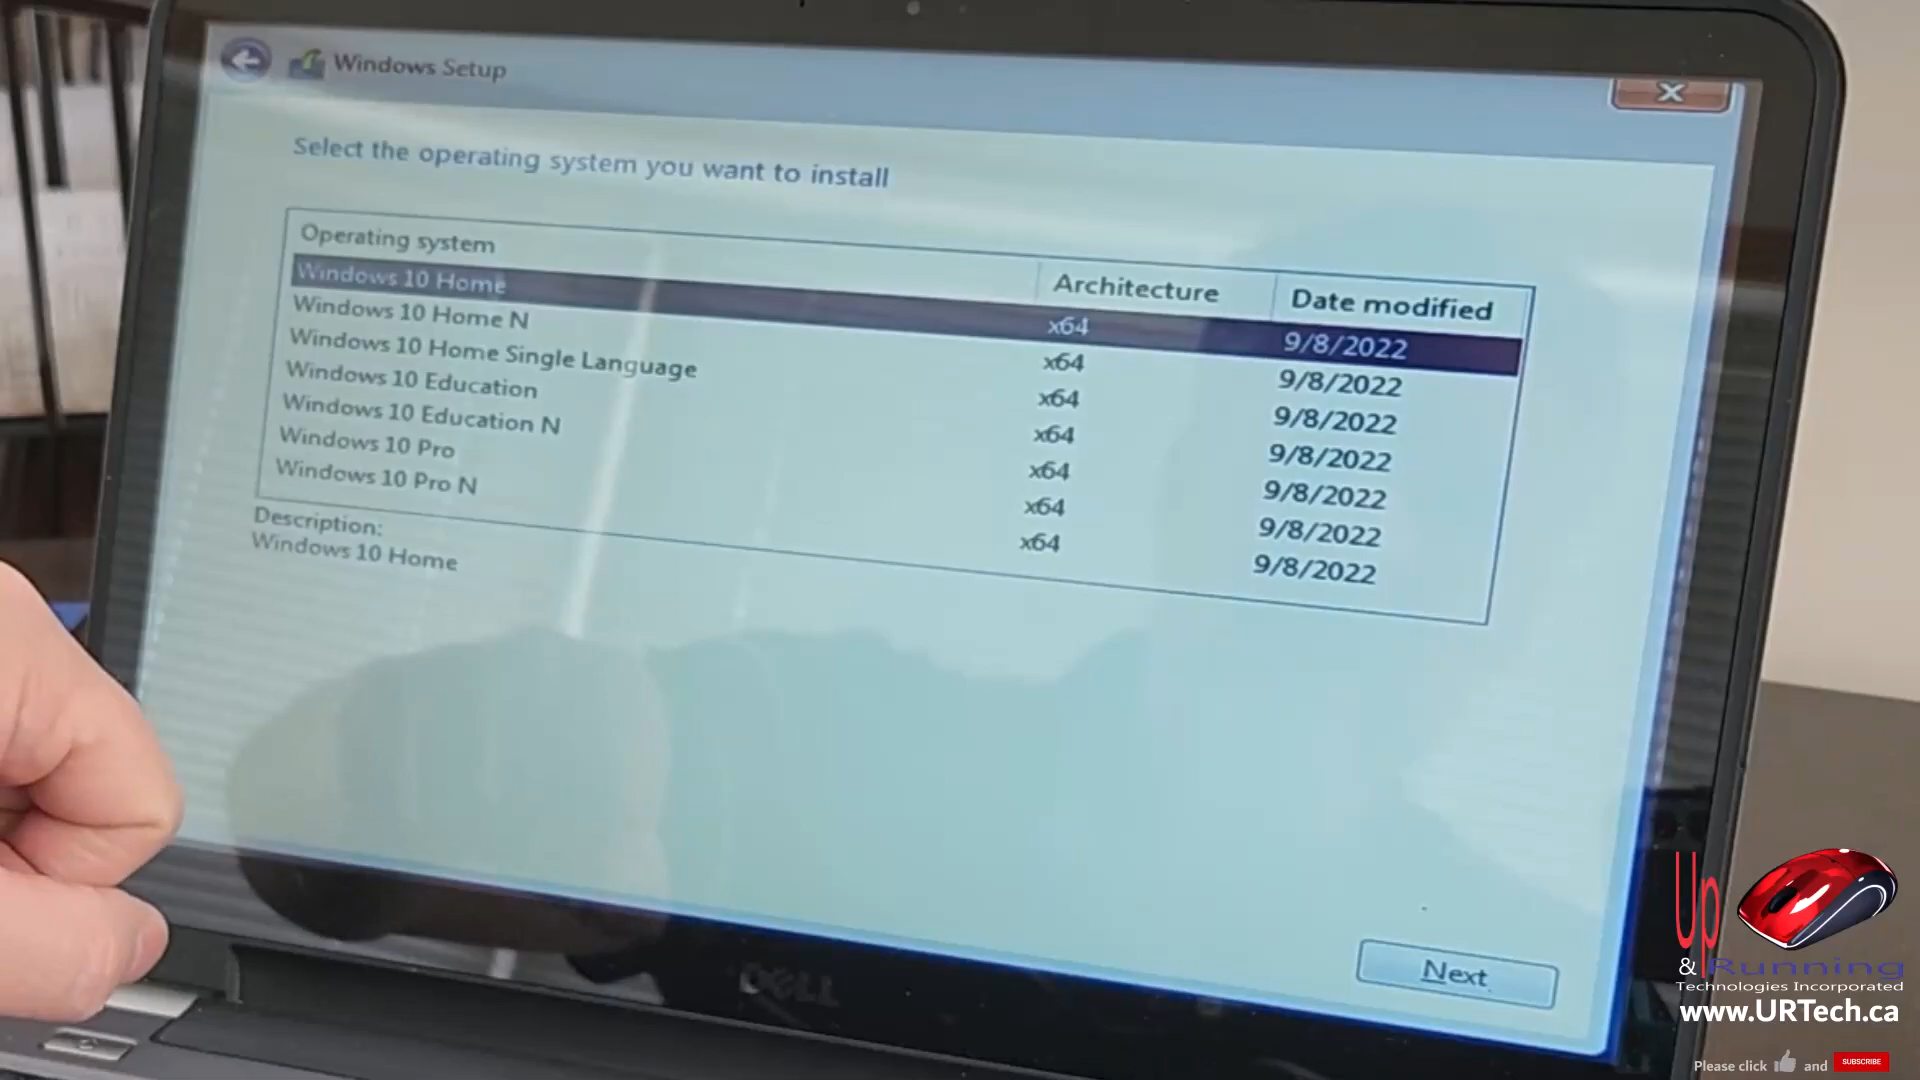 Windows Setup
Select the operating system you want to install
Operating system Architecture Date modified
Windows 10 Home x64 9/8/2022
Windows 10 Home N x64 9/8/2022
Windows 10 Home Single Language x64 9/8/2022
Windows 10 Education x64 9/8/2022
Windows 10 Education N x64 9/8/2022
Windows 10 Pro x64 9/8/2022
Windows 10 Pro N x64 9/8/2022
Description:
Windows 10 Home
Next
DELL
Up
& Running
Technologies Incorporated
www.URTech.ca
Please click and SUBSCRIBE